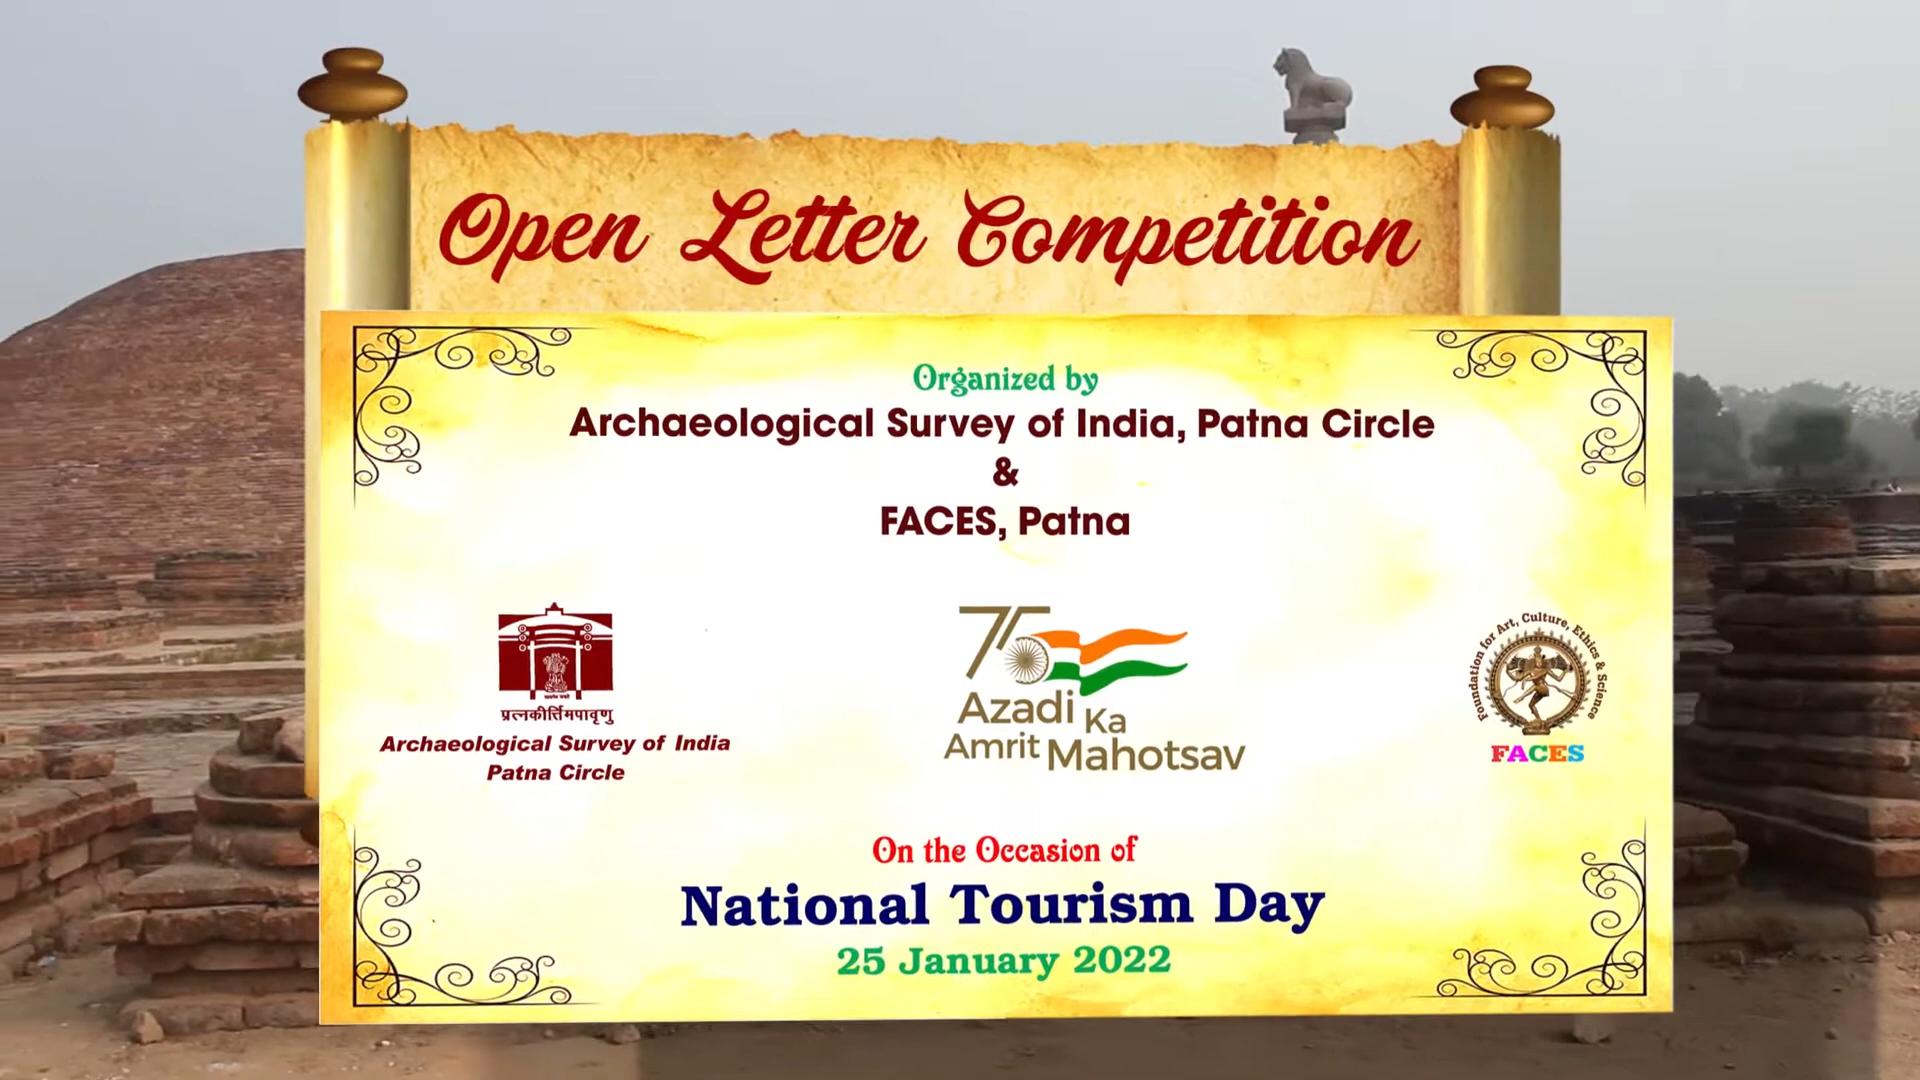 Open Letter Competition
Organized by
Archaeological Survey of India, Patna Circle
&
FACES, Patna
प्रत्नकीर्त्तिमपावृणु
Archaeological Survey of India
Patna Circle
75
Azadi Ka
Amrit Mahotsav
Foundation for Art, Culture, Ethics & Science
FACES
On the Occasion of
National Tourism Day
25 January 2022